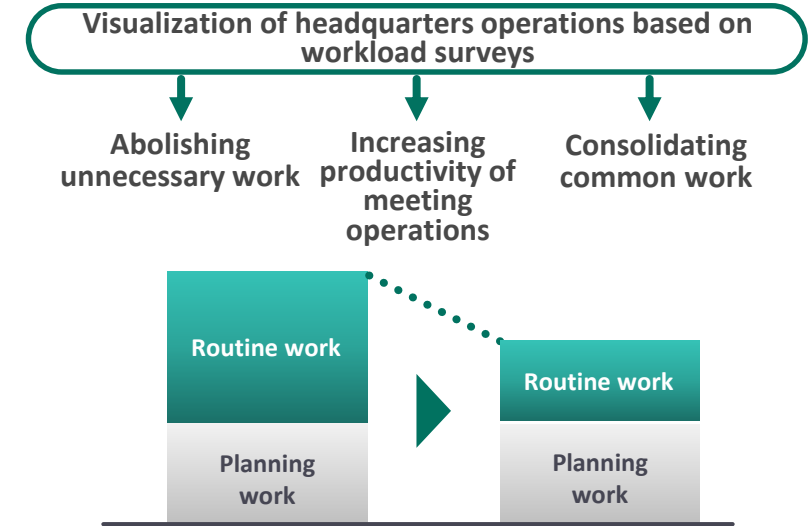 Visualization of headquarters operations based on
workload surveys
Abolishing
unnecessary work
Increasing
productivity of
meeting
operations
Consolidating
common work
Routine work
Planning
work
Routine work
Planning
work